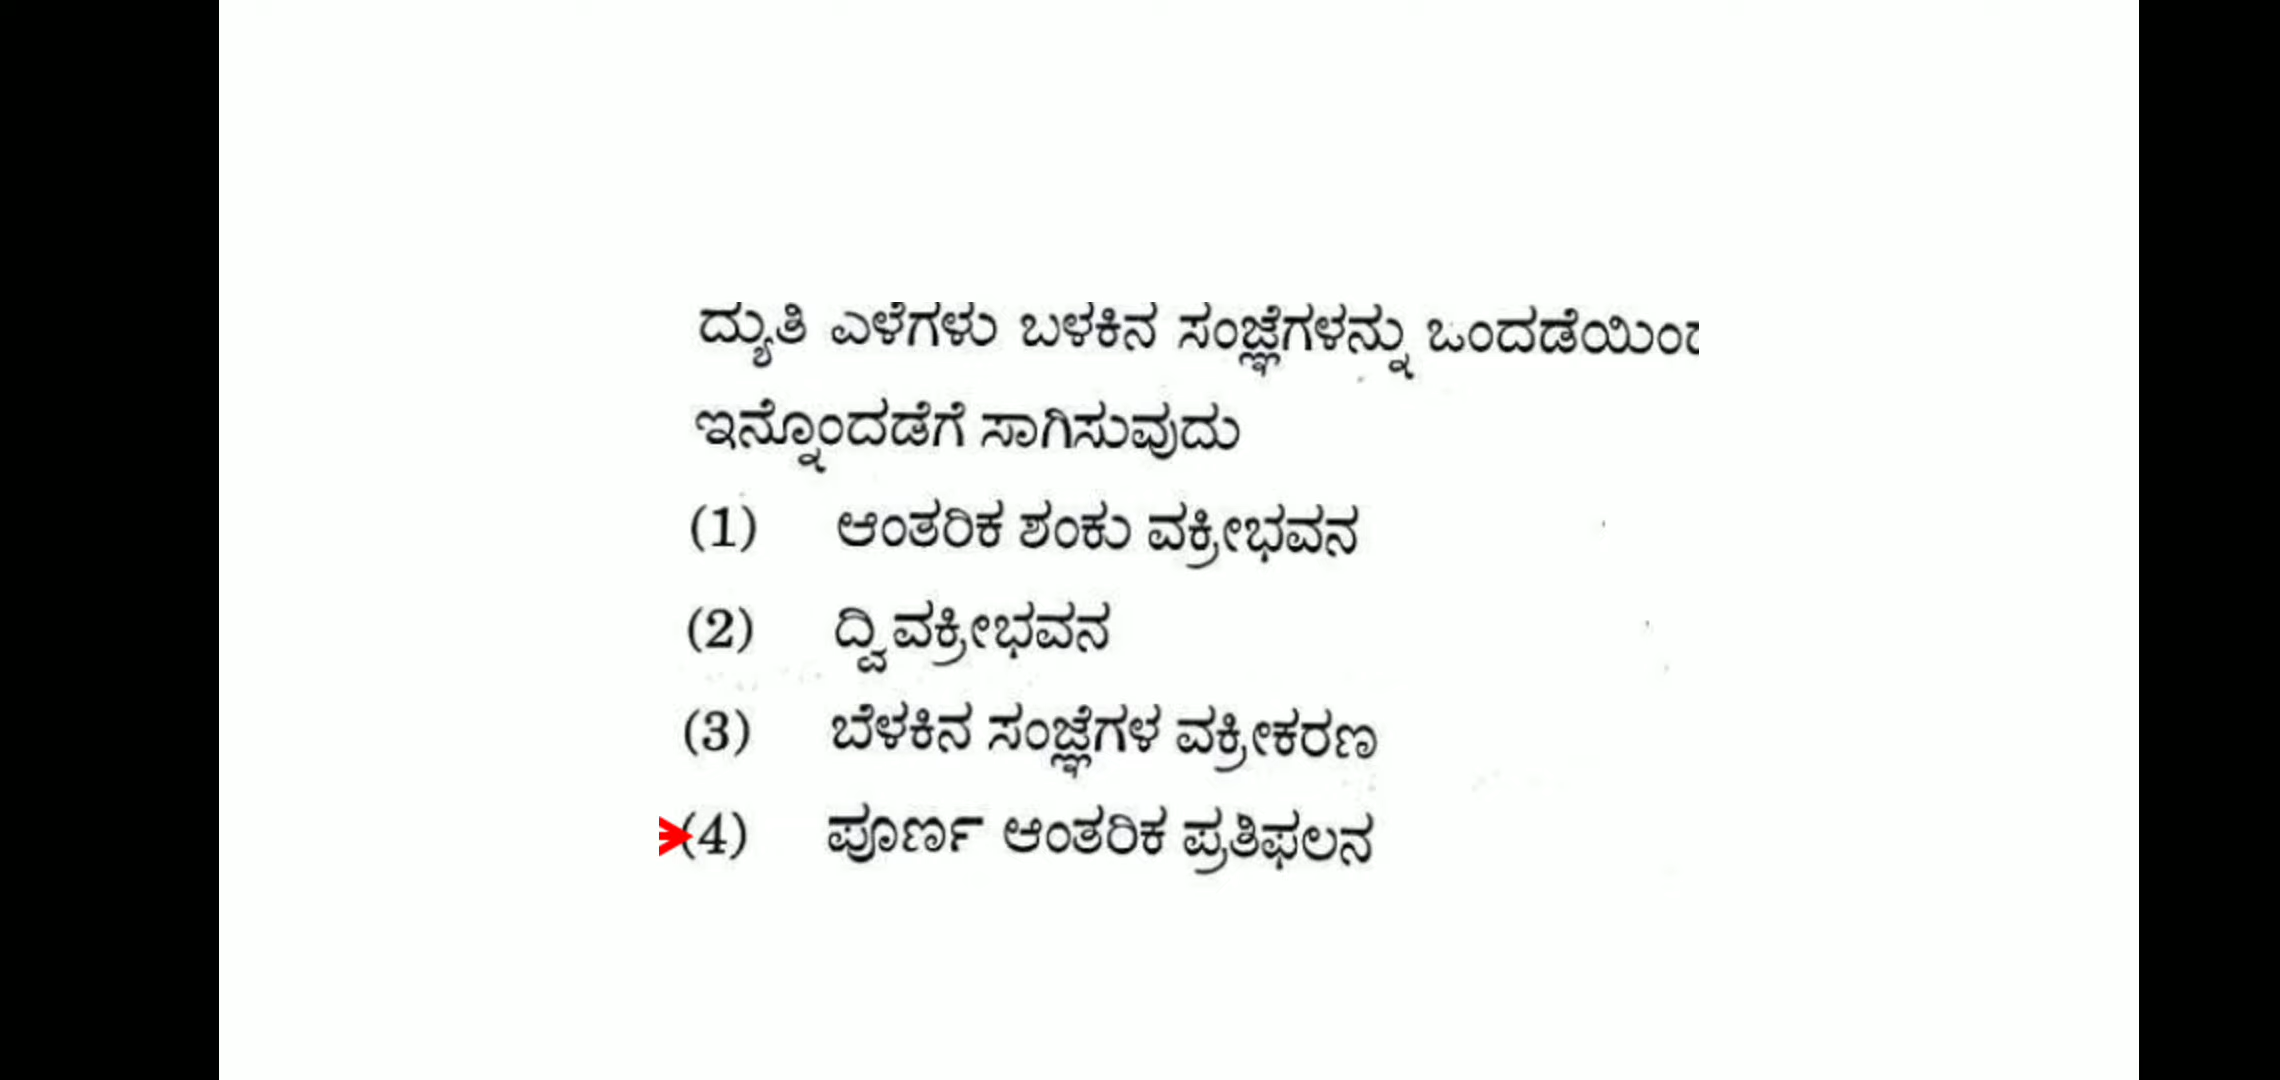 ದ್ಯುತಿ ಎಳೆಗಳು ಬಳಕಿನ ಸಂಜ್ಞೆಗಳನ್ನು ಒಂದಡೆಯಿಂದ
ಇನ್ನೊಂದಡೆಗೆ ಸಾಗಿಸುವುದು
(1) ಆಂತರಿಕ ಶಂಕು ವಕ್ರೀಭವನ
(2) ದ್ವಿವಕ್ರೀಭವನ
(3) ಬೆಳಕಿನ ಸಂಜ್ಞೆಗಳ ವಕ್ರೀಕರಣ
(4) ಪೂರ್ಣ ಆಂತರಿಕ ಪ್ರತಿಫಲನ